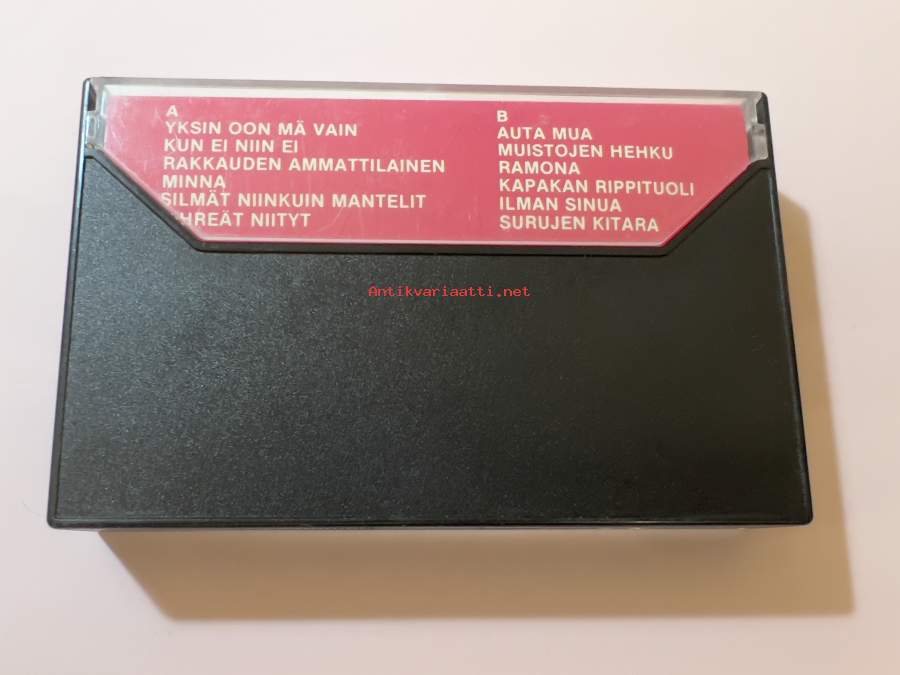 A
YKSIN OON MÄ VAIN
KUN EI NIIN EI
RAKKAUDEN AMMATTILAINEN
MINNA
SILMÄT NIINKUIN MANTELIT
NIITYT
B
AUTA MUA
MUISTOJEN HEHKU
RAMONA
KAPAKAN RIPPITUOLI
ILMAN SINUA
SURUJEN KITARA
Antikvariaatti.net